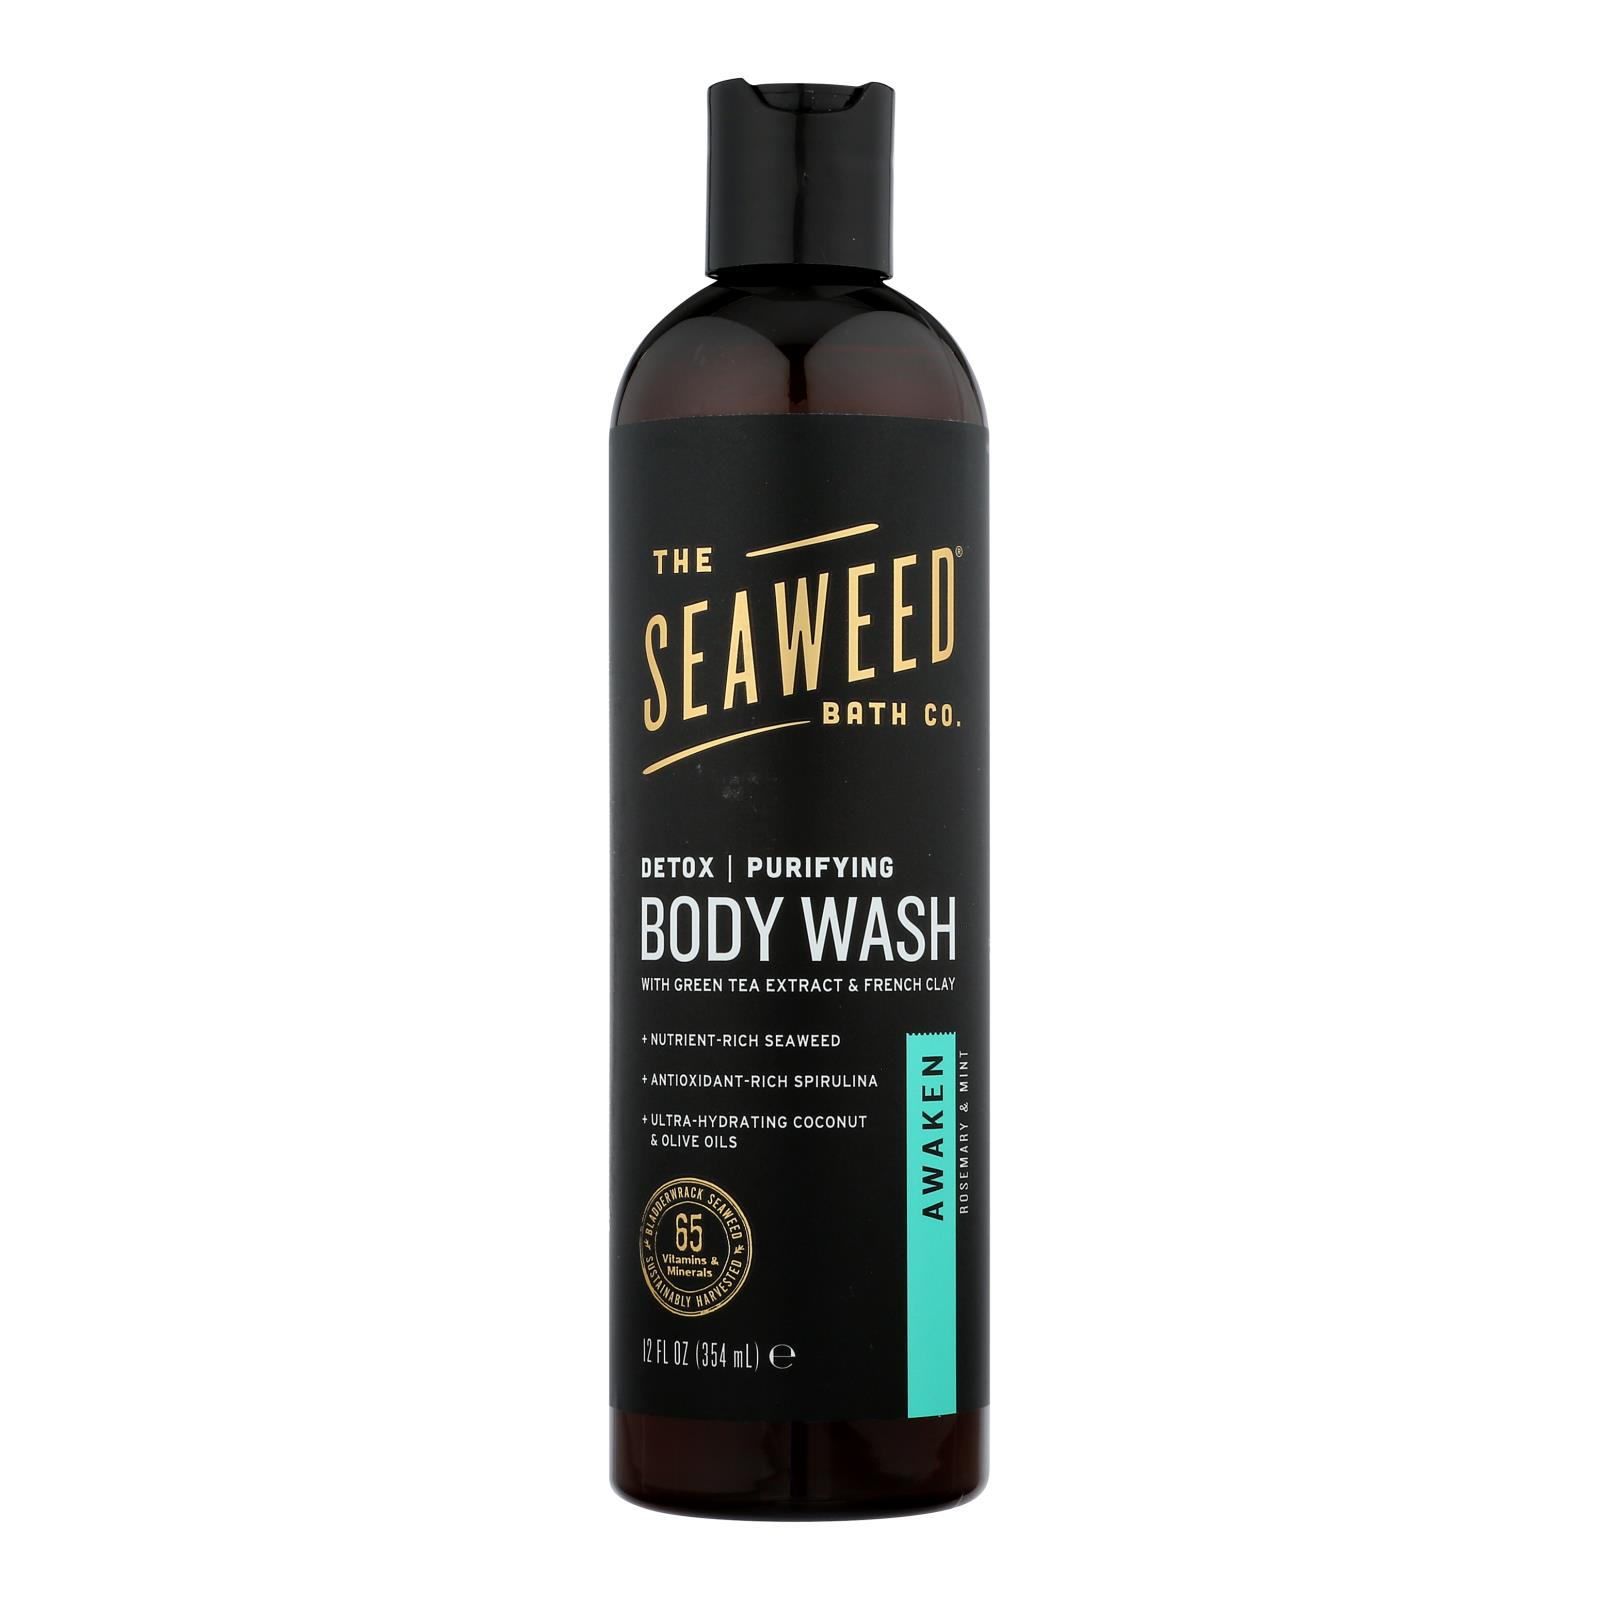 THE
SEAWEED®
BATH CO.
DETOX | PURIFYING
BODY WASH
WITH GREEN TEA EXTRACT & FRENCH CLAY
+ NUTRIENT-RICH SEAWEED
+ ANTIOXIDANT-RICH SPIRULINA
+ ULTRA-HYDRATING COCONUT
& OLIVE OILS
AWAKEN
ROSEMARY & MINT
BLADDERWRACK SEAWEED
65
Vitamins &
Minerals
SUSTAINABLY HARVESTED
12 FL OZ (354 mL) ℮